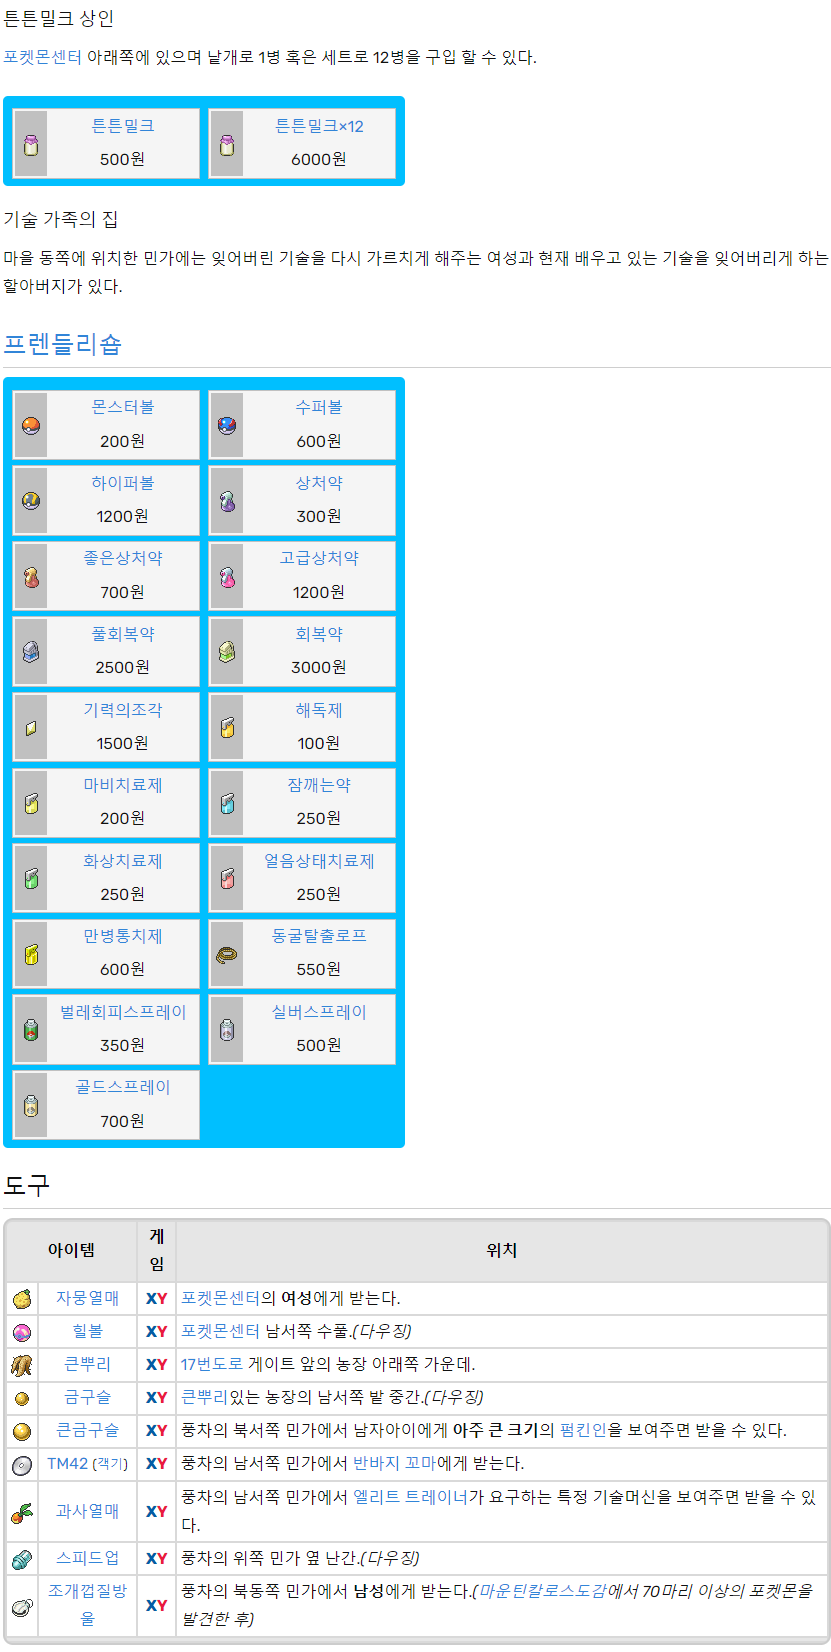 튼튼밀크 상인
포켓몬센터 아래쪽에 있으며 낱개로 1병 혹은 세트로 12병을 구입 할 수 있다.
튼튼밀크 튼튼밀크×12
500원 6000원
기술 가족의 집
마을 동쪽에 위치한 민가에는 잊어버린 기술을 다시 가르치게 해주는 여성과 현재 배우고 있는 기술을 잊어버리게 하는
할아버지가 있다.
프렌들리숍
몬스터볼 수퍼볼
200원 600원
하이퍼볼 상처약
1200원 300원
좋은상처약 고급상처약
700원 1200원
풀회복약 회복약
2500원 3000원
기력의조각 해독제
1500원 100원
마비치료제 잠깨는약
200원 250원
화상치료제 얼음상태치료제
250원 250원
만병통치제 동굴탈출로프
600원 550원
벌레회피스프레이 실버스프레이
350원 500원
골드스프레이
700원
도구
아이템 게임 위치
자뭉열매 XY 포켓몬센터의 여성에게 받는다.
힐볼 XY 포켓몬센터 남서쪽 수풀.(다우징)
큰뿌리 XY 17번도로 게이트 앞의 농장 아래쪽 가운데.
금구슬 XY 큰뿌리있는 농장의 남서쪽 밭 중간.(다우징)
큰금구슬 XY 풍차의 북서쪽 민가에서 남자아이에게 아주 큰 크기의 펌킨인을 보여주면 받을 수 있다.
TM42 (객기) XY 풍차의 남서쪽 민가에서 반바지 꼬마에게 받는다.
과사열매 XY 풍차의 남서쪽 민가에서 엘리트 트레이너가 요구하는 특정 기술머신을 보여주면 받을 수 있
다.
스피드업 XY 풍차의 위쪽 민가 옆 난간.(다우징)
조개껍질방울 XY 풍차의 북동쪽 민가에서 남성에게 받는다.(마운틴칼로스도감에서 70마리 이상의 포켓몬을
발견한 후)